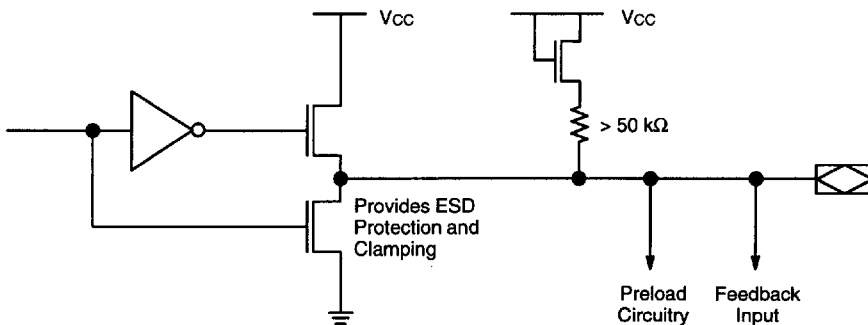 VCC
VCC
> 50 kΩ
Provides ESD
Protection and
Clamping
Preload
Circuitry
Feedback
Input